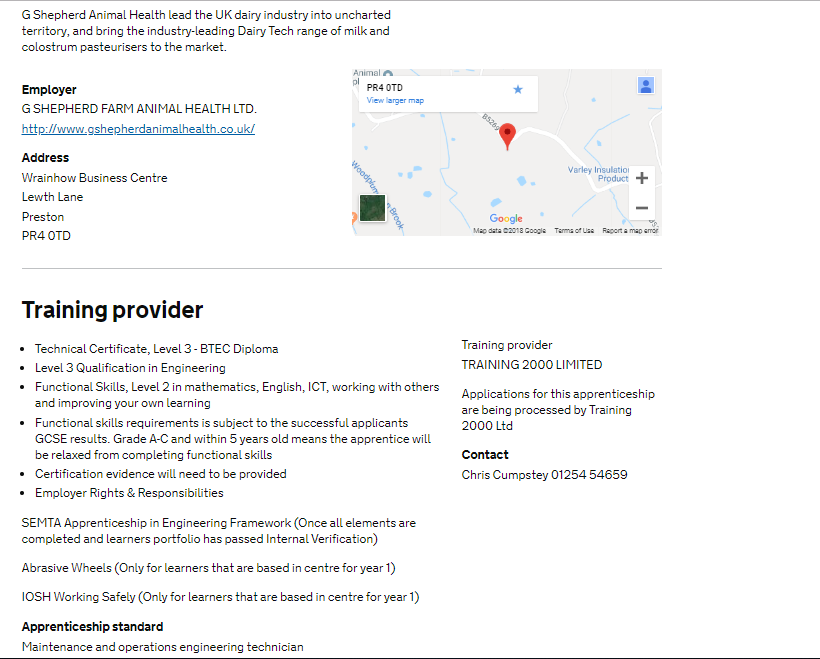 G Shepherd Animal Health lead the UK dairy industry into uncharted
territory, and bring the industry-leading Dairy Tech range of milk and
colostrum pasteurisers to the market.
Employer
G SHEPHERD FARM ANIMAL HEALTH LTD.
http://www.gshepherdanimalhealth.co.uk/
Address
Wrainhow Business Centre
Lewth Lane
Preston
PR4 0TD
Animal
PR4 0TD
View larger map
B5269
Varley Insulation
Product
Woodplum
Brook
Google
Map data ©2018 Google Terms of Use Report a map error
Training provider
Technical Certificate, Level 3 - BTEC Diploma
Level 3 Qualification in Engineering
Functional Skills, Level 2 in mathematics, English, ICT, working with others
and improving your own learning
Functional skills requirements is subject to the successful applicants
GCSE results. Grade A-C and within 5 years old means the apprentice will
be relaxed from completing functional skills
Certification evidence will need to be provided
Employer Rights & Responsibilities
SEMTA Apprenticeship in Engineering Framework (Once all elements are
completed and learners portfolio has passed Internal Verification)
Abrasive Wheels (Only for learners that are based in centre for year 1)
IOSH Working Safely (Only for learners that are based in centre for year 1)
Apprenticeship standard
Maintenance and operations engineering technician
Training provider
TRAINING 2000 LIMITED
Applications for this apprenticeship
are being processed by Training
2000 Ltd
Contact
Chris Cumpstey 01254 54659